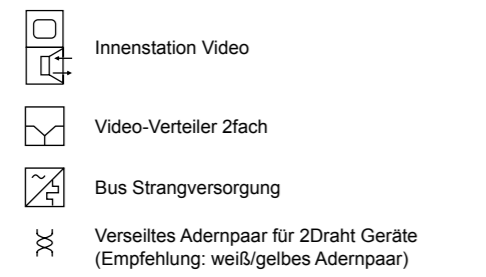 Innenstation Video
Video-Verteiler 2fach
Bus Strangversorgung
Verseiltes Adernpaar für 2Draht Geräte
(Empfehlung: weiß/gelbes Adernpaar)